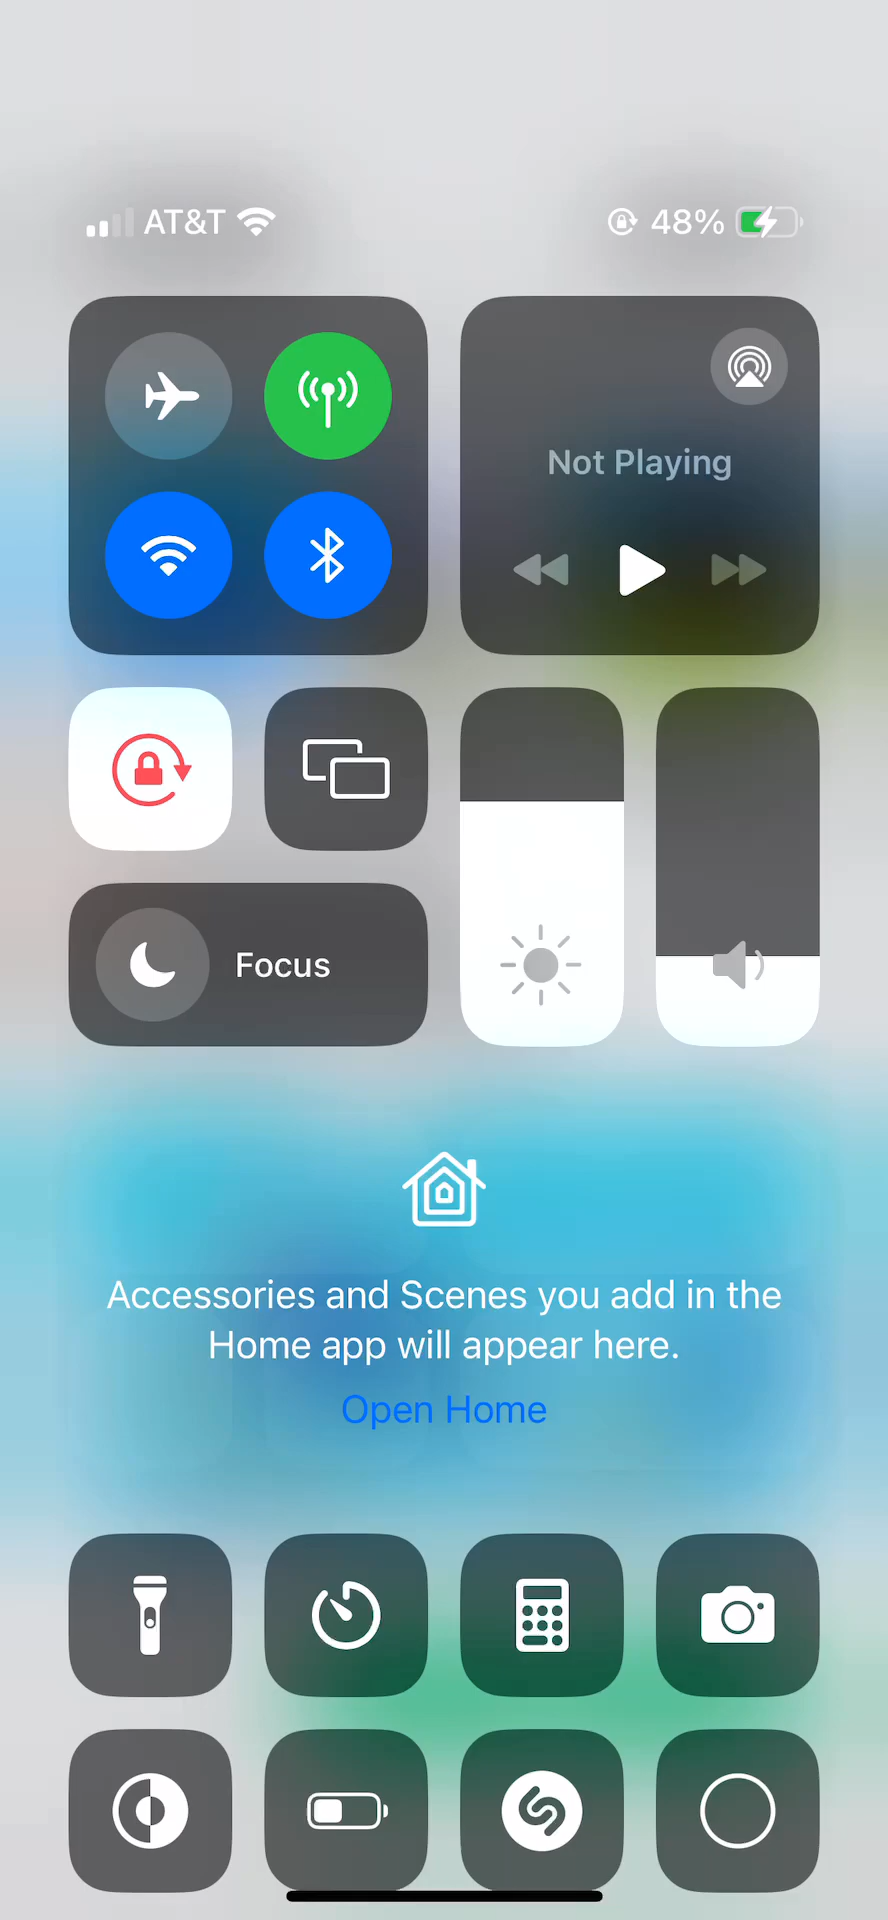 AT&T 48%
Not Playing
Focus
Accessories and Scenes you add in the
Home app will appear here.
Open Home